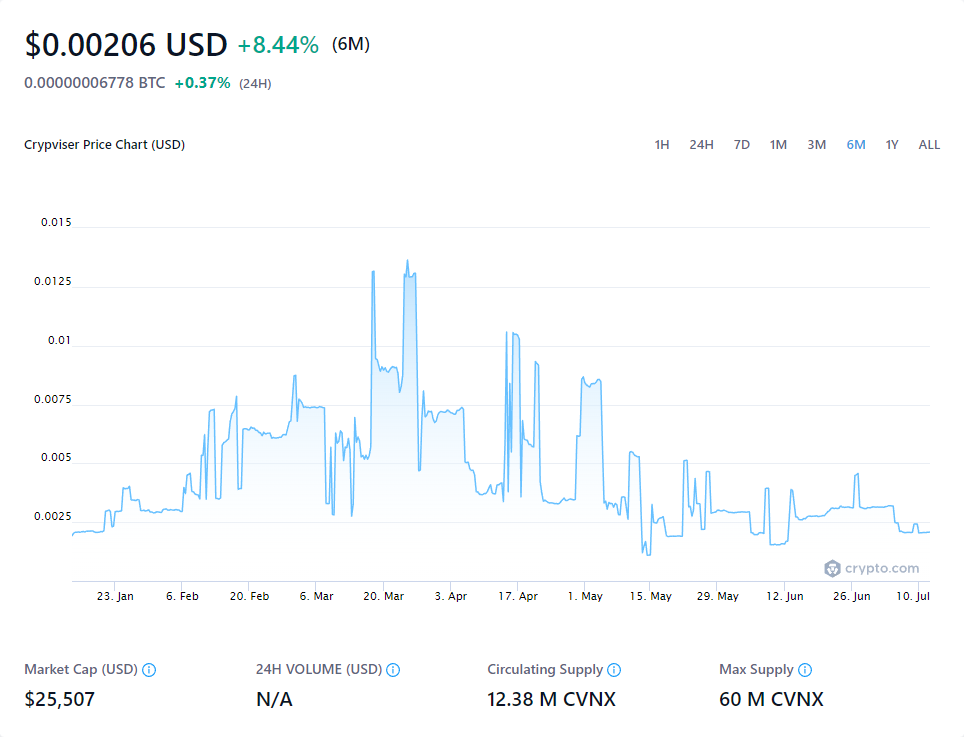 $0.00206 USD +8.44% (6M)
0.00000006778 BTC +0.37% (24H)
Crypviser Price Chart (USD) 1H 24H 7D 1M 3M 6M 1Y ALL
0.015
0.0125
0.01
0.0075
0.005
0.0025
crypto.com
23. Jan 6. Feb 20. Feb 6. Mar 20. Mar 3. Apr 17. Apr 1. May 15. May 29. May 12. Jun 26. Jun 10. Jul
Market Cap (USD) 24H VOLUME (USD) Circulating Supply Max Supply
$25,507 N/A 12.38 M CVNX 60 M CVNX